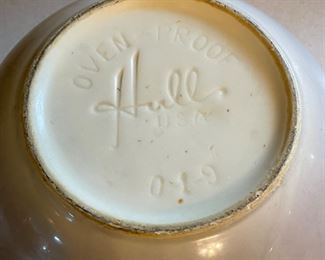 OVEN-PROOF
Hull
U.S.A.
0-1-9